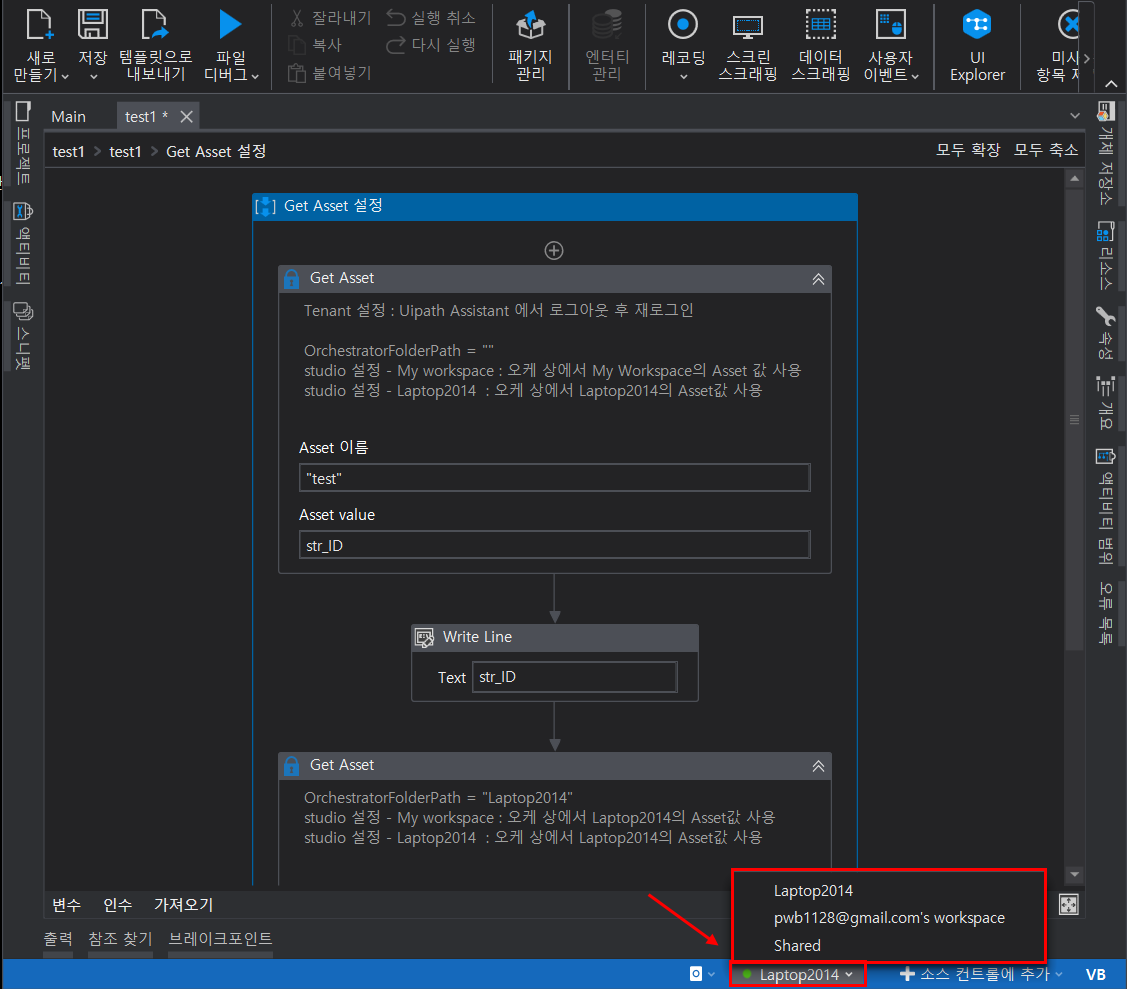 새로 만들기
저장
템플릿으로 내보내기
파일 디버그
잘라내기
복사
붙여넣기
실행 취소
다시 실행
패키지 관리
엔터티 관리
레코딩
스크린 스크래핑
데이터 스크래핑
사용자 이벤트
UI Explorer
미사
항목 제
프로젝트
액티비티
스니펫
Main
test1 *
test1 > test1 > Get Asset 설정
모두 확장 모두 축소
Get Asset 설정
Get Asset
Tenant 설정 : Uipath Assistant 에서 로그아웃 후 재로그인
OrchestratorFolderPath = ""
studio 설정 - My workspace : 오케 상에서 My Workspace의 Asset 값 사용
studio 설정 - Laptop2014 : 오케 상에서 Laptop2014의 Asset값 사용
Asset 이름
"test"
Asset value
str_ID
Write Line
Text str_ID
Get Asset
OrchestratorFolderPath = "Laptop2014"
studio 설정 - My workspace : 오케 상에서 Laptop2014의 Asset값 사용
studio 설정 - Laptop2014 : 오케 상에서 Laptop2014의 Asset값 사용
개체 저장소
리소스
속성
개요
액티비티 범위
오류 목록
변수 인수 가져오기
출력 참조 찾기 브레이크포인트
Laptop2014
pwb1128@gmail.com's workspace
Shared
Laptop2014
소스 컨트롤에 추가
VB